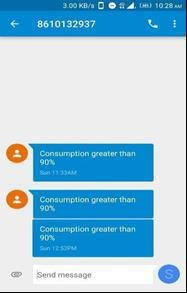 3.00 KB/s 10:28 AM
8610132937
Consumption greater than
90%
Sun 11:33AM
Consumption greater than
90%
Consumption greater than
90%
Sun 12:53PM
Send message
S